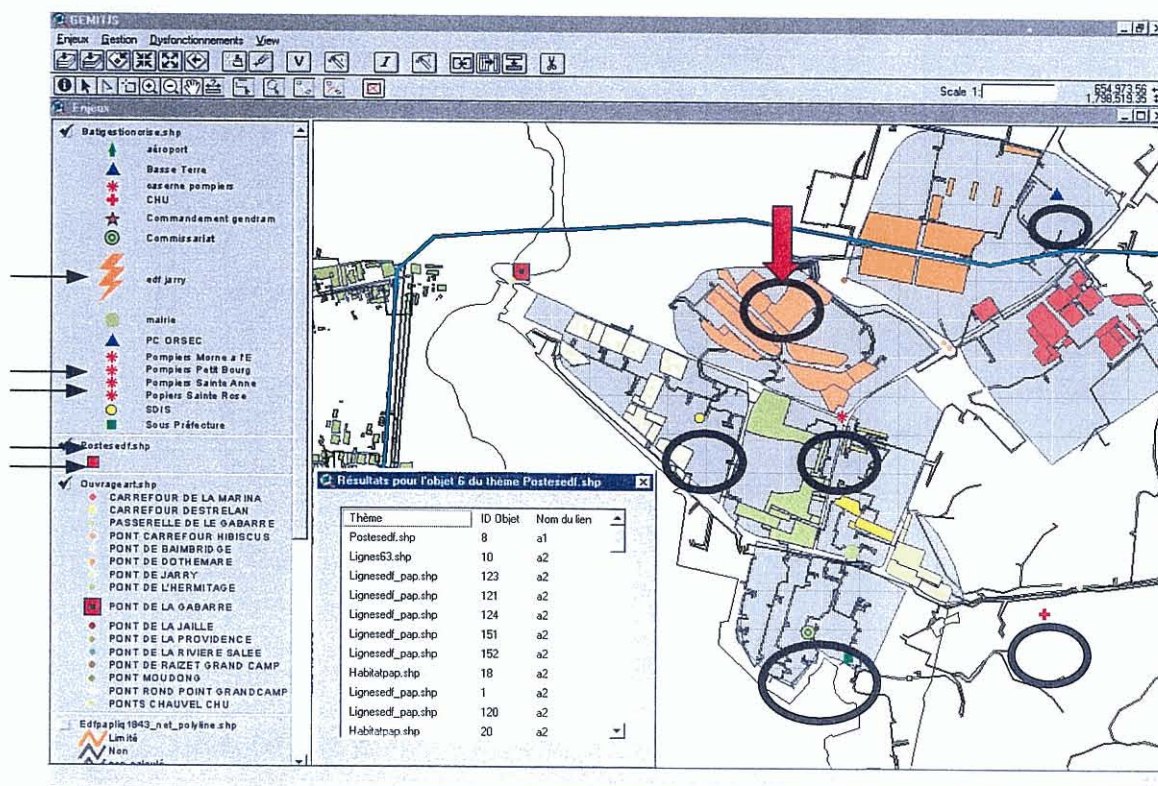 GEMITJS
Enjeux Gestion Dysfonctionnements View
V I
Scale 1: 654,973.56
1,798,519.35
Enjeux
Batigestioncrise.shp
aéroport
Basse Terre
caserne pompiers
CHU
Commandement gendram
Commissariat
edf jarry
mairie
PC ORSEC
Pompiers Morne a l'E
Pompiers Petit Bourg
Pompiers Sainte Anne
Popiers Sainte Rose
SDIS
Sous Préfecture
Postesedf.shp
Ouvrageart.shp
CARREFOUR DE LA MARINA
CARREFOUR DESTRELAN
PASSERELLE DE LE GABARRE
PONT CARREFOUR HIBISCUS
PONT DE BAIMBRIDGE
PONT DE DOTHEMARE
PONT DE JARRY
PONT DE L'HERMITAGE
PONT DE LA GABARRE
PONT DE LA JAILLE
PONT DE LA PROVIDENCE
PONT DE LA RIVIERE SALEE
PONT DE RAIZET GRAND CAMP
PONT MOUDONG
PONT ROND POINT GRANDCAMP
PONTS CHAUVEL CHU
Edfpapliq1843_net_polyline.shp
Limité
Non
Résultats pour l'objet 6 du thème Postesedf.shp
Thème ID Objet Nom du lien
Postesedf.shp 8 a1
Lignes63.shp 10 a2
Lignesedf_pap.shp 123 a2
Lignesedf_pap.shp 121 a2
Lignesedf_pap.shp 124 a2
Lignesedf_pap.shp 151 a2
Lignesedf_pap.shp 152 a2
Habitatpap.shp 18 a2
Lignesedf_pap.shp 1 a2
Lignesedf_pap.shp 120 a2
Habitatpap.shp 20 a2